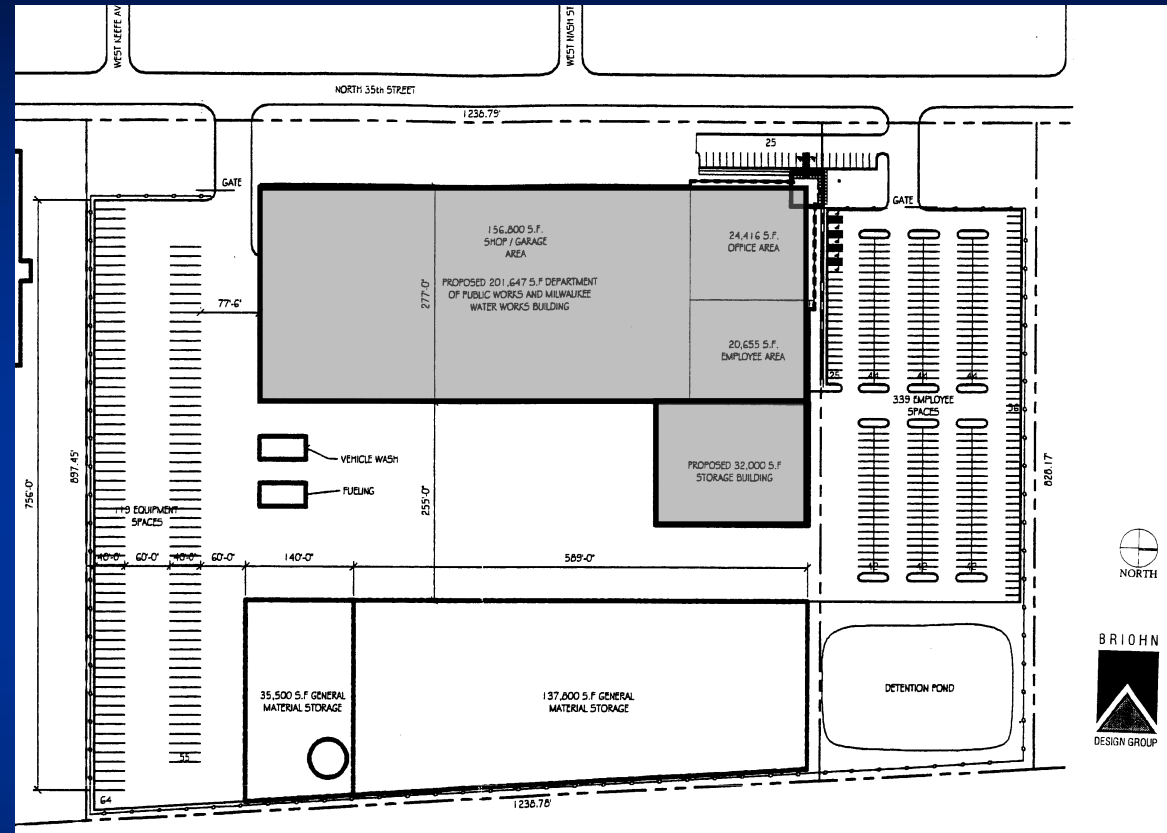 WEST KEEFE AV
WEST NASH ST
NORTH 35th STREET
1238.79'
25
GATE
GATE
156,800 S.F.
SHOP / GARAGE
AREA
24,416 S.F.
OFFICE AREA
PROPOSED 201,647 S.F DEPARTMENT
OF PUBLIC WORKS AND MILWAUKEE
WATER WORKS BUILDING
277'-0"
77'-6"
20,655 S.F.
EMPLOYEE AREA
25
44
44
44
339 EMPLOYEE
SPACES
56
VEHICLE WASH
FUELING
PROPOSED 32,000 S.F
STORAGE BUILDING
897.45'
756'-0"
828.17'
255'-0"
119 EQUIPMENT
SPACES
40'-0"
60'-0"
40'-0"
60'-0"
140'-0"
589'-0"
42
42
42
NORTH
35,500 S.F GENERAL
MATERIAL STORAGE
137,800 S.F GENERAL
MATERIAL STORAGE
DETENTION POND
55
64
1238.78'
BRIOHN
DESIGN GROUP